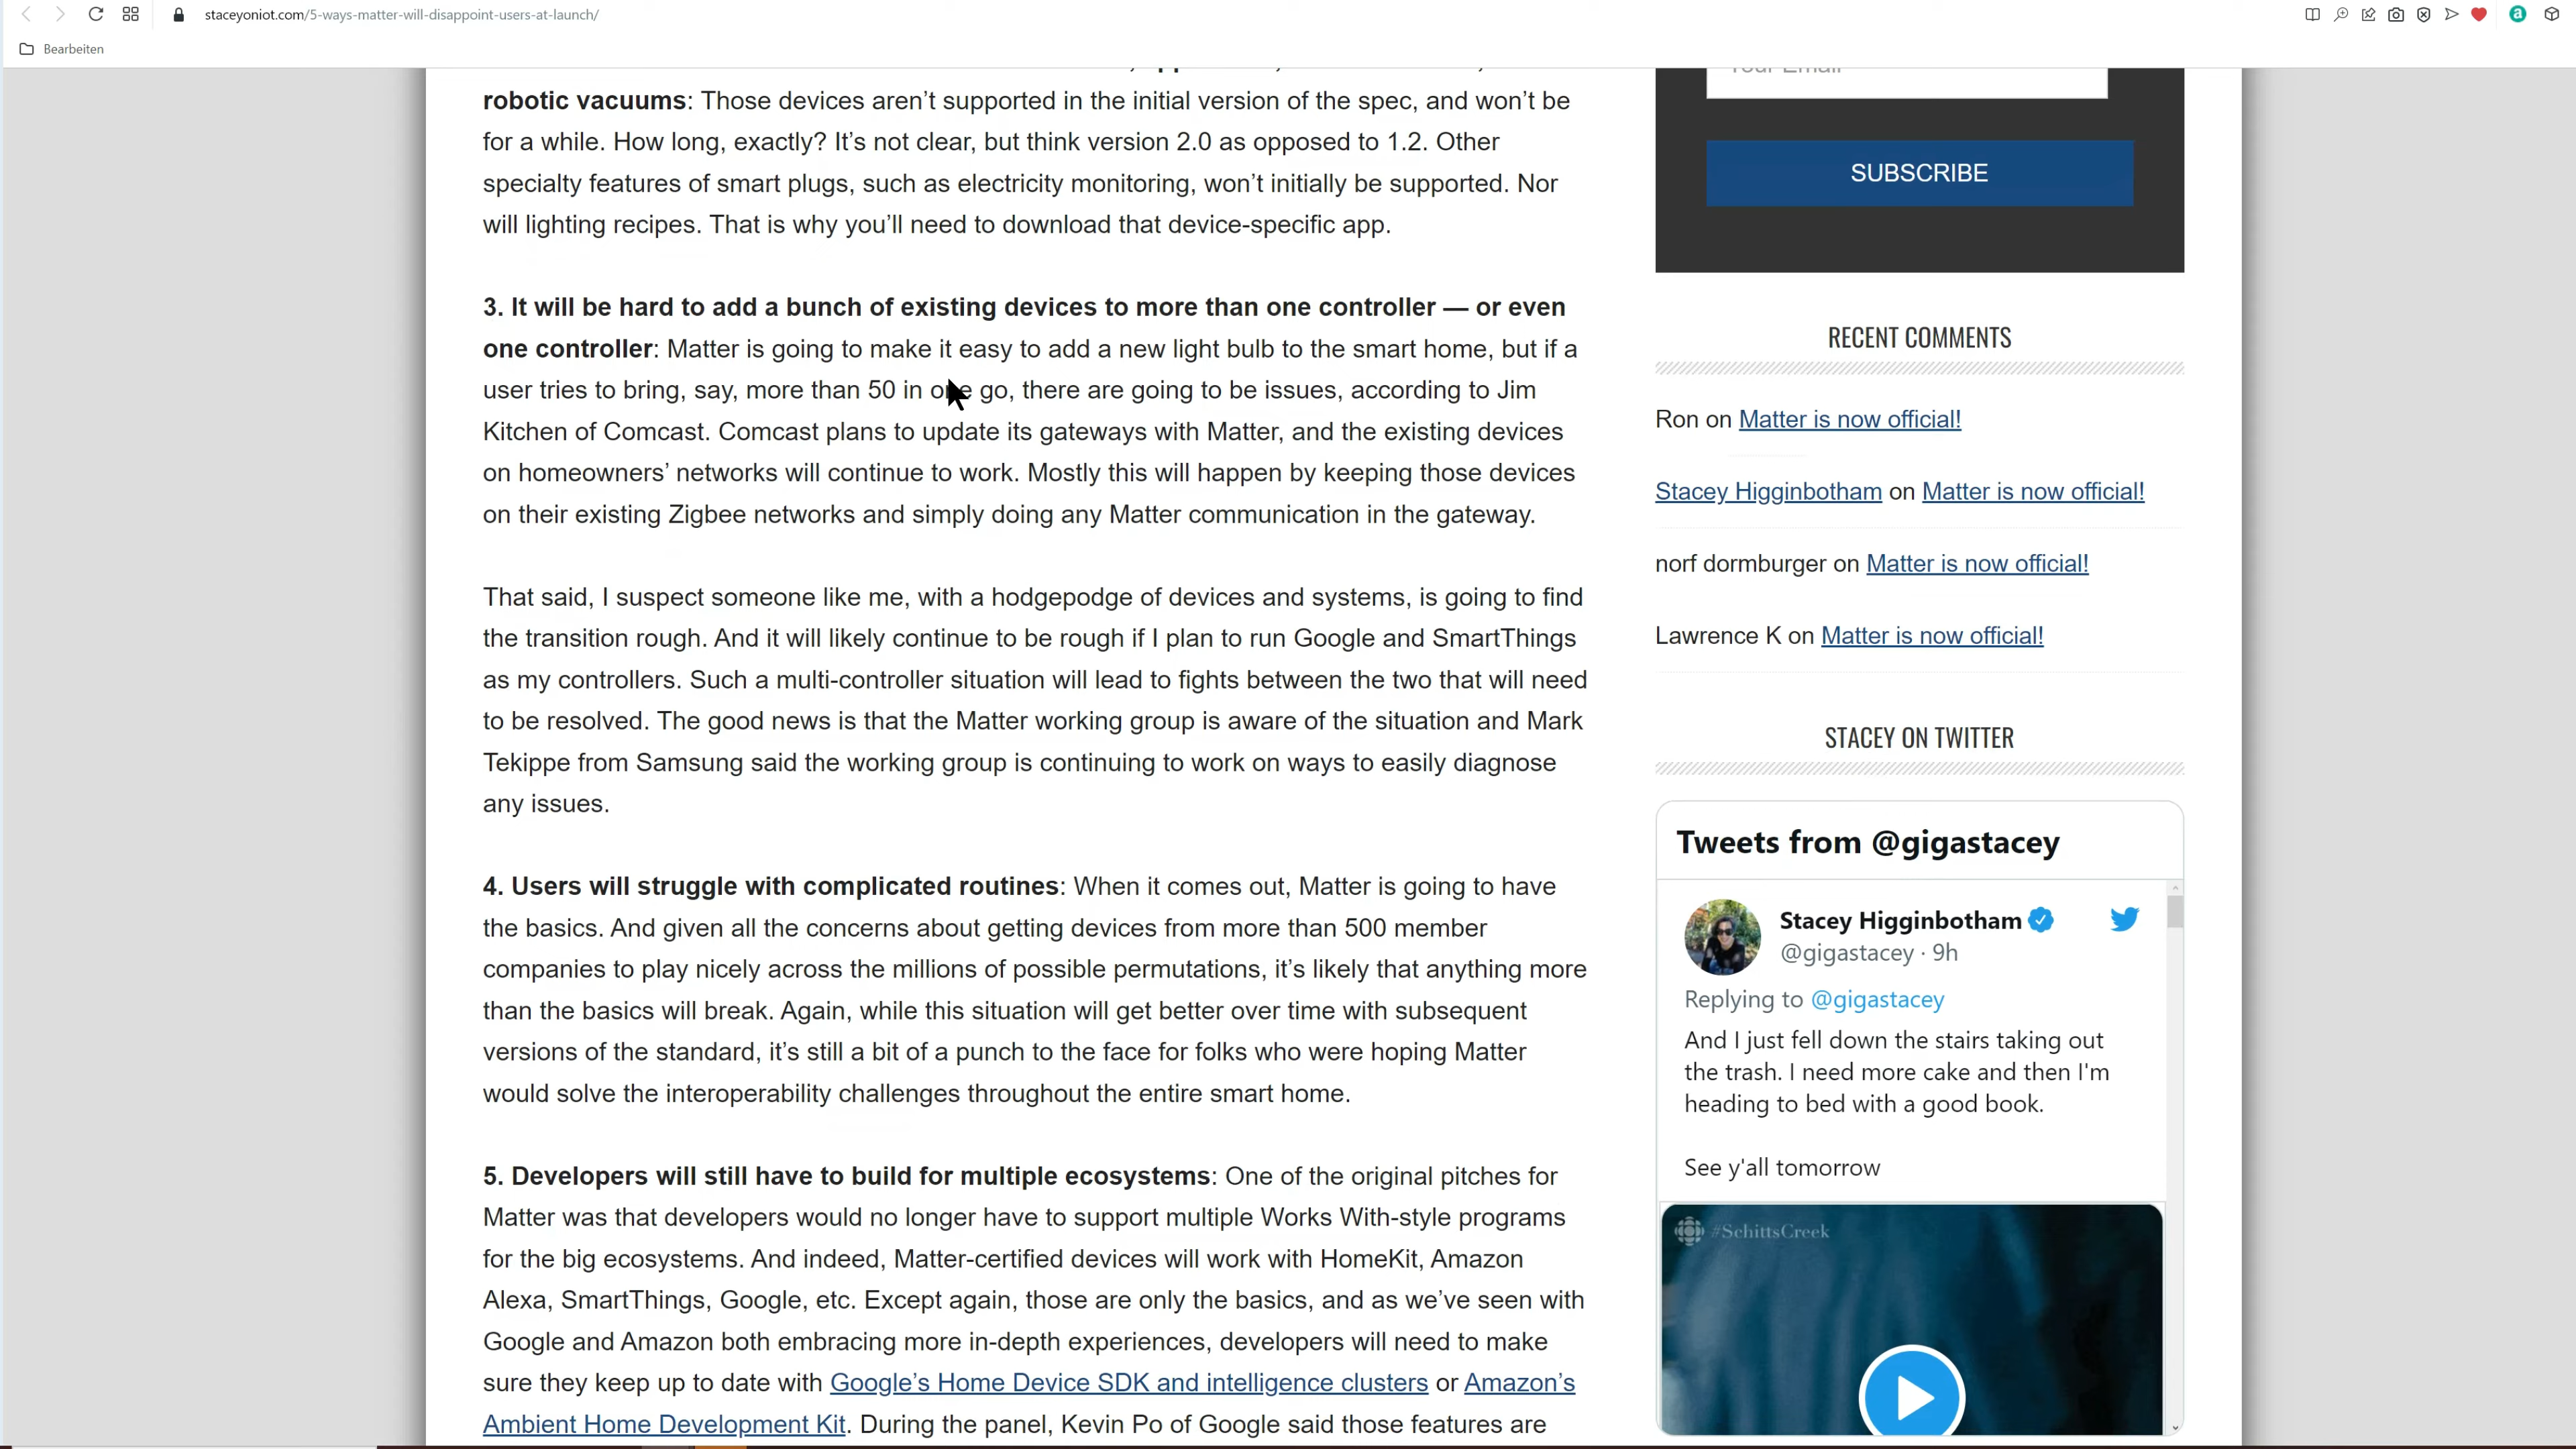 staceyoniot.com/5-ways-matter-will-disappoint-users-at-launch/
Bearbeiten
robotic vacuums: Those devices aren’t supported in the initial version of the spec, and won’t be
for a while. How long, exactly? It’s not clear, but think version 2.0 as opposed to 1.2. Other
specialty features of smart plugs, such as electricity monitoring, won’t initially be supported. Nor
will lighting recipes. That is why you’ll need to download that device-specific app.
3. It will be hard to add a bunch of existing devices to more than one controller — or even
one controller: Matter is going to make it easy to add a new light bulb to the smart home, but if a
user tries to bring, say, more than 50 in one go, there are going to be issues, according to Jim
Kitchen of Comcast. Comcast plans to update its gateways with Matter, and the existing devices
on homeowners’ networks will continue to work. Mostly this will happen by keeping those devices
on their existing Zigbee networks and simply doing any Matter communication in the gateway.
That said, I suspect someone like me, with a hodgepodge of devices and systems, is going to find
the transition rough. And it will likely continue to be rough if I plan to run Google and SmartThings
as my controllers. Such a multi-controller situation will lead to fights between the two that will need
to be resolved. The good news is that the Matter working group is aware of the situation and Mark
Tekippe from Samsung said the working group is continuing to work on ways to easily diagnose
any issues.
4. Users will struggle with complicated routines: When it comes out, Matter is going to have
the basics. And given all the concerns about getting devices from more than 500 member
companies to play nicely across the millions of possible permutations, it’s likely that anything more
than the basics will break. Again, while this situation will get better over time with subsequent
versions of the standard, it’s still a bit of a punch to the face for folks who were hoping Matter
would solve the interoperability challenges throughout the entire smart home.
5. Developers will still have to build for multiple ecosystems: One of the original pitches for
Matter was that developers would no longer have to support multiple Works With-style programs
for the big ecosystems. And indeed, Matter-certified devices will work with HomeKit, Amazon
Alexa, SmartThings, Google, etc. Except again, those are only the basics, and as we’ve seen with
Google and Amazon both embracing more in-depth experiences, developers will need to make
sure they keep up to date with Google’s Home Device SDK and intelligence clusters or Amazon’s
Ambient Home Development Kit. During the panel, Kevin Po of Google said those features are
Your Email
SUBSCRIBE
RECENT COMMENTS
Ron on Matter is now official!
Stacey Higginbotham on Matter is now official!
norf dormburger on Matter is now official!
Lawrence K on Matter is now official!
STACEY ON TWITTER
Tweets from @gigastacey
Stacey Higginbotham
@gigastacey · 9h
Replying to @gigastacey
And I just fell down the stairs taking out
the trash. I need more cake and then I'm
heading to bed with a good book.
See y'all tomorrow
#SchittsCreek